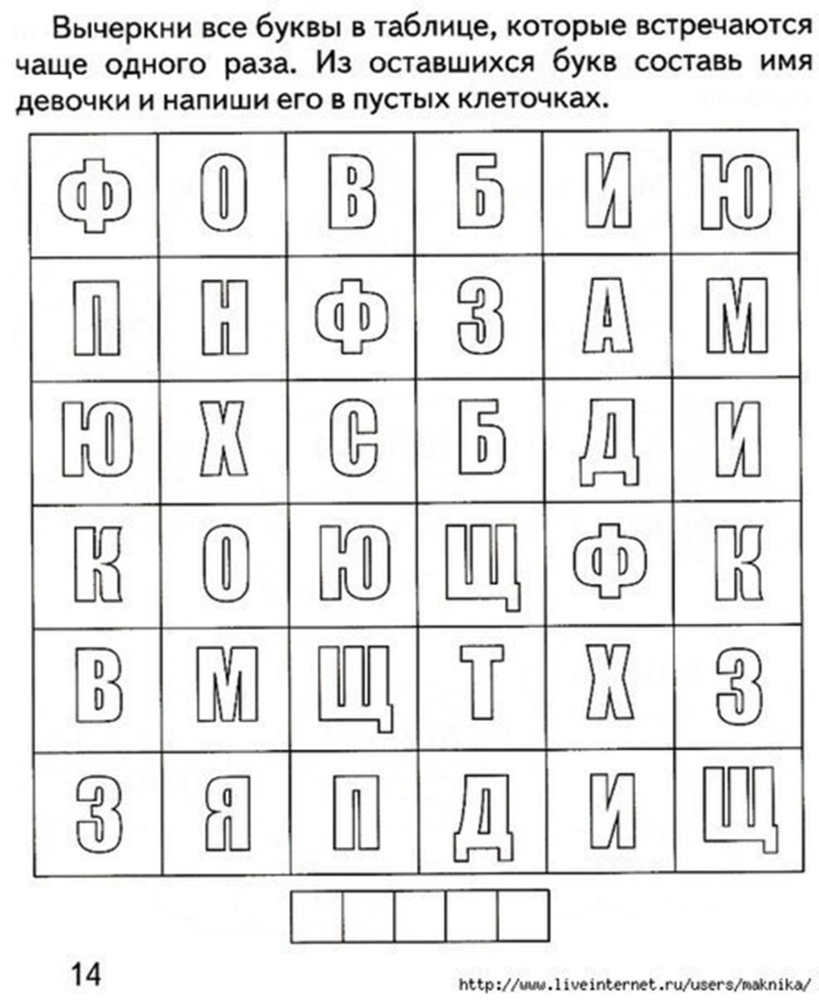 Вычеркни все буквы в таблице, которые встречаются
чаще одного раза. Из оставшихся букв составь имя
девочки и напиши его в пустых клеточках.
Ф О В Б И Ю
П Н Ф З А М
Ю Х С Б Д И
К О Ю Щ Ф К
В М Щ Т Х З
З Я П Д И Щ
14
http://www.liveinternet.ru/users/maknika/